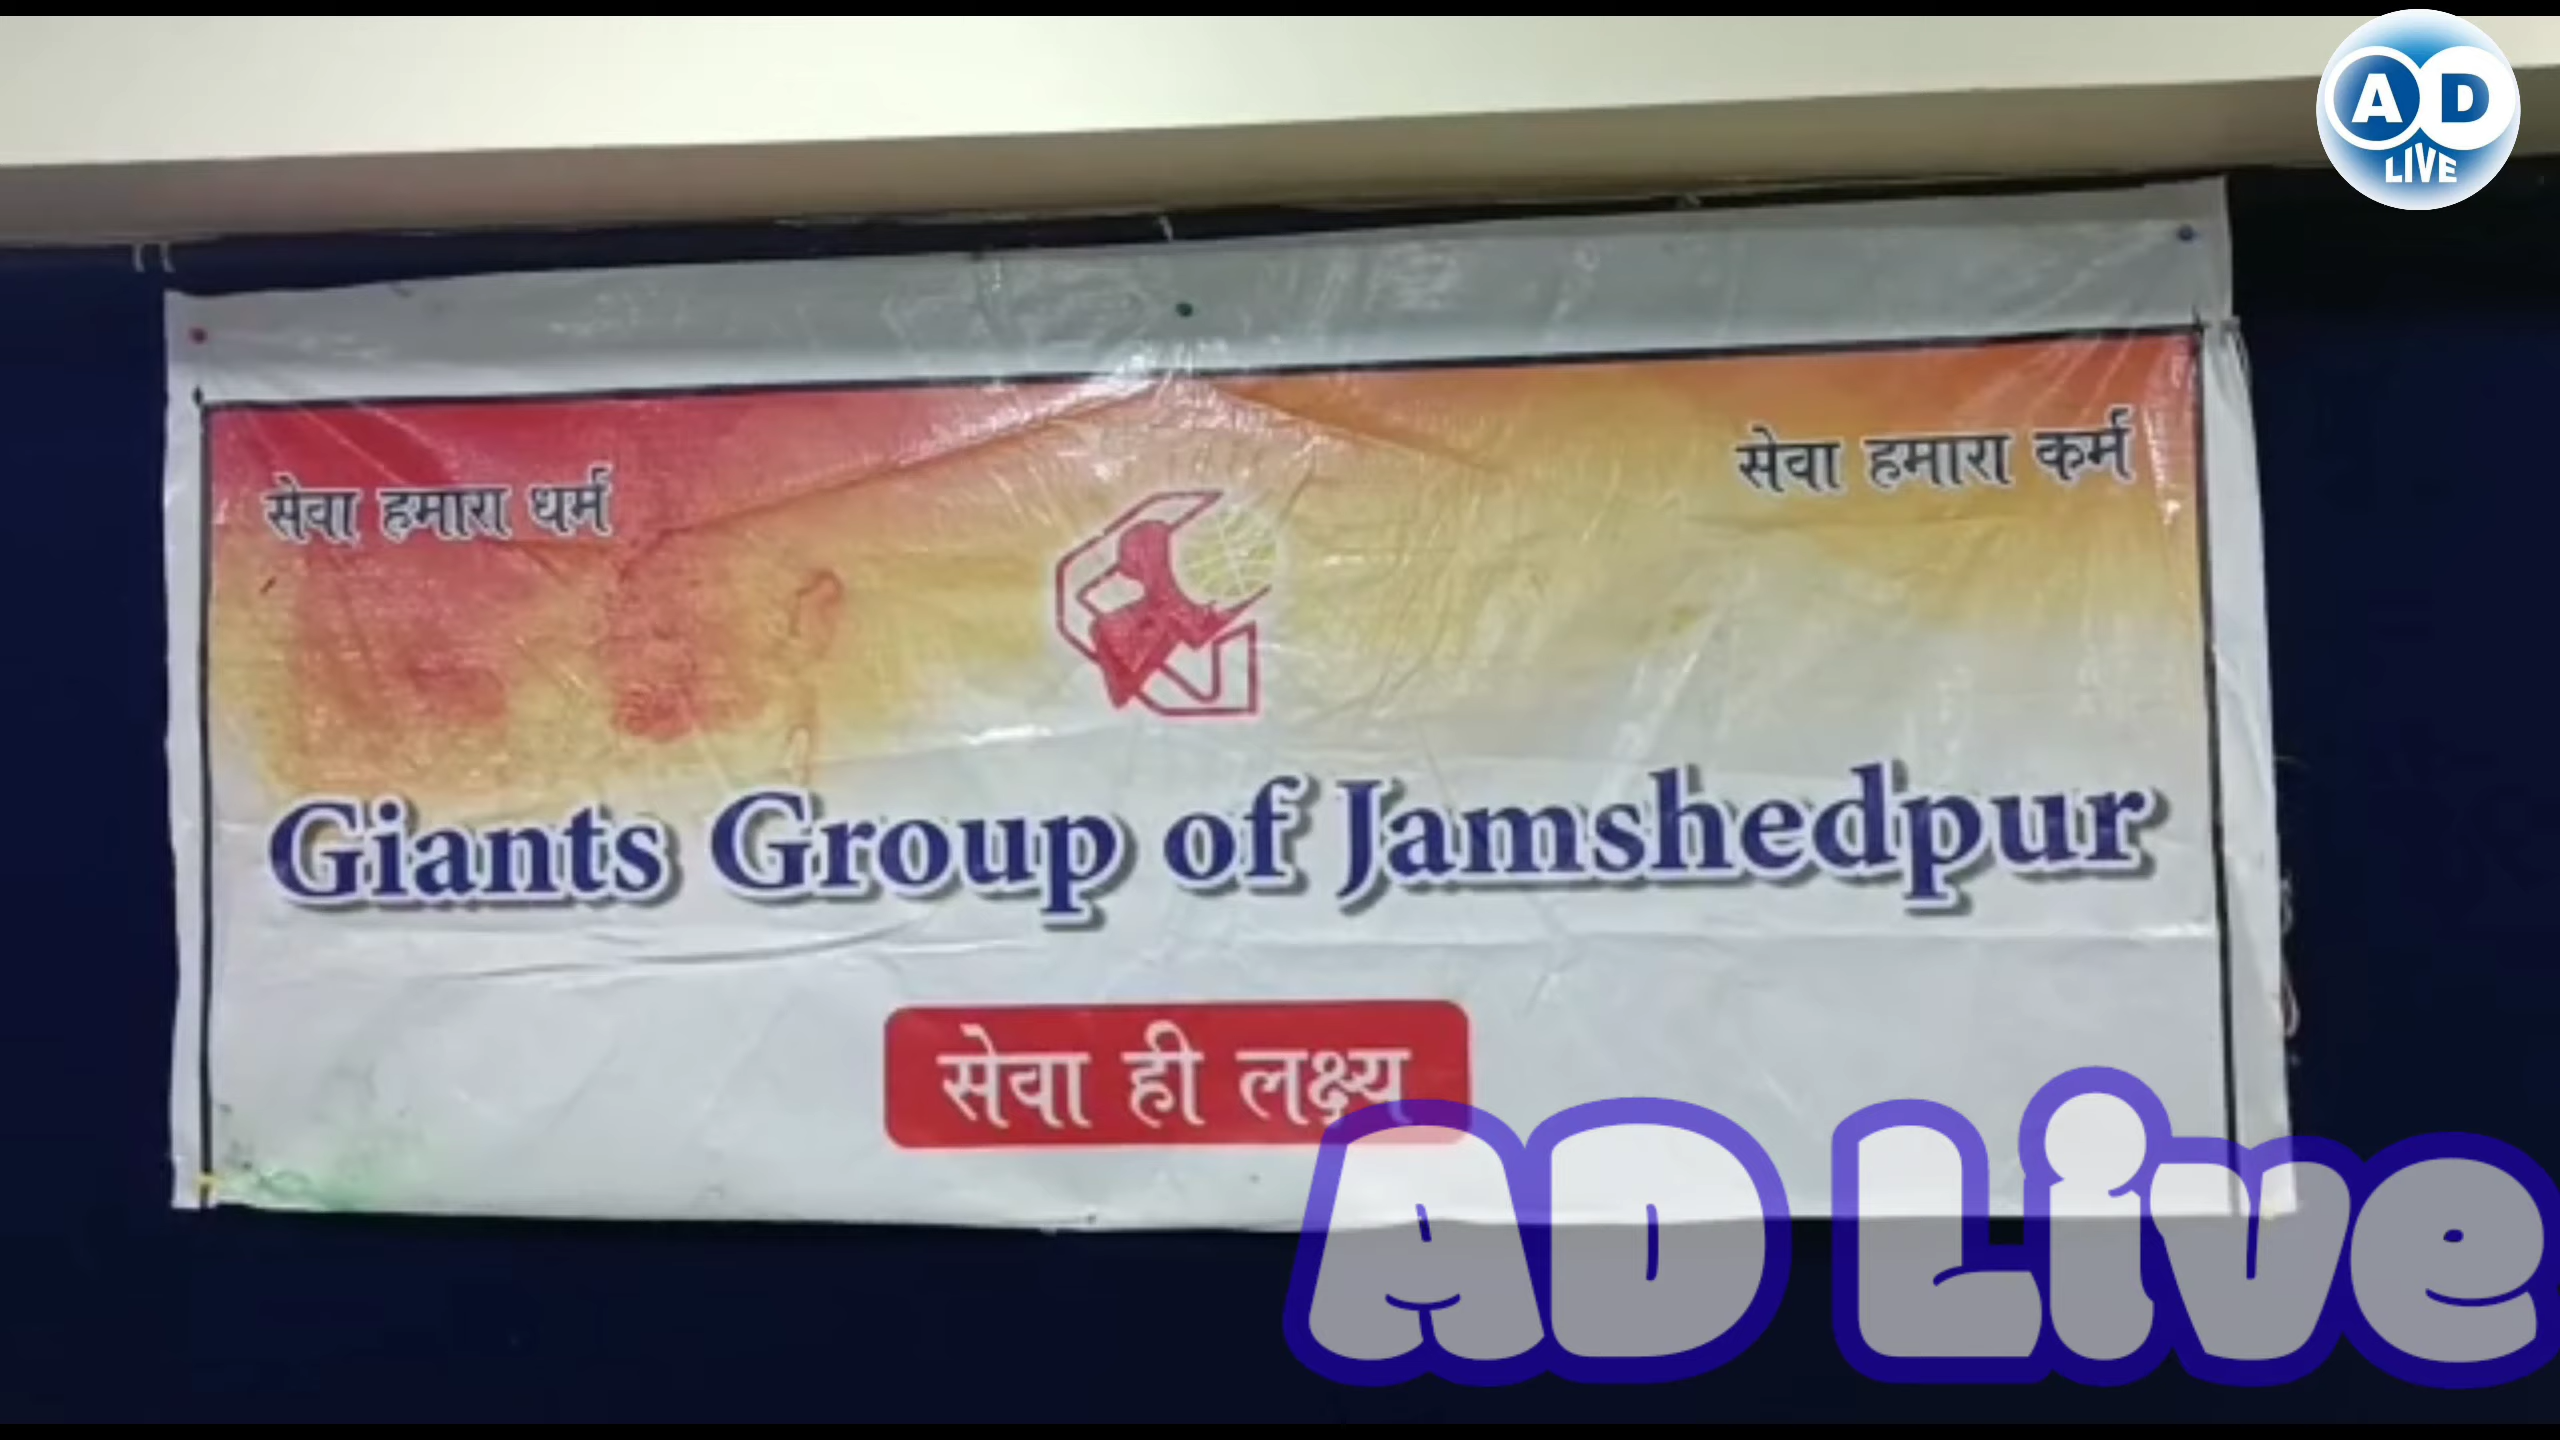 AD
LIVE
सेवा हमारा धर्म
सेवा हमारा कर्म
Giants Group of Jamshedpur
सेवा ही लक्ष्य
AD Live